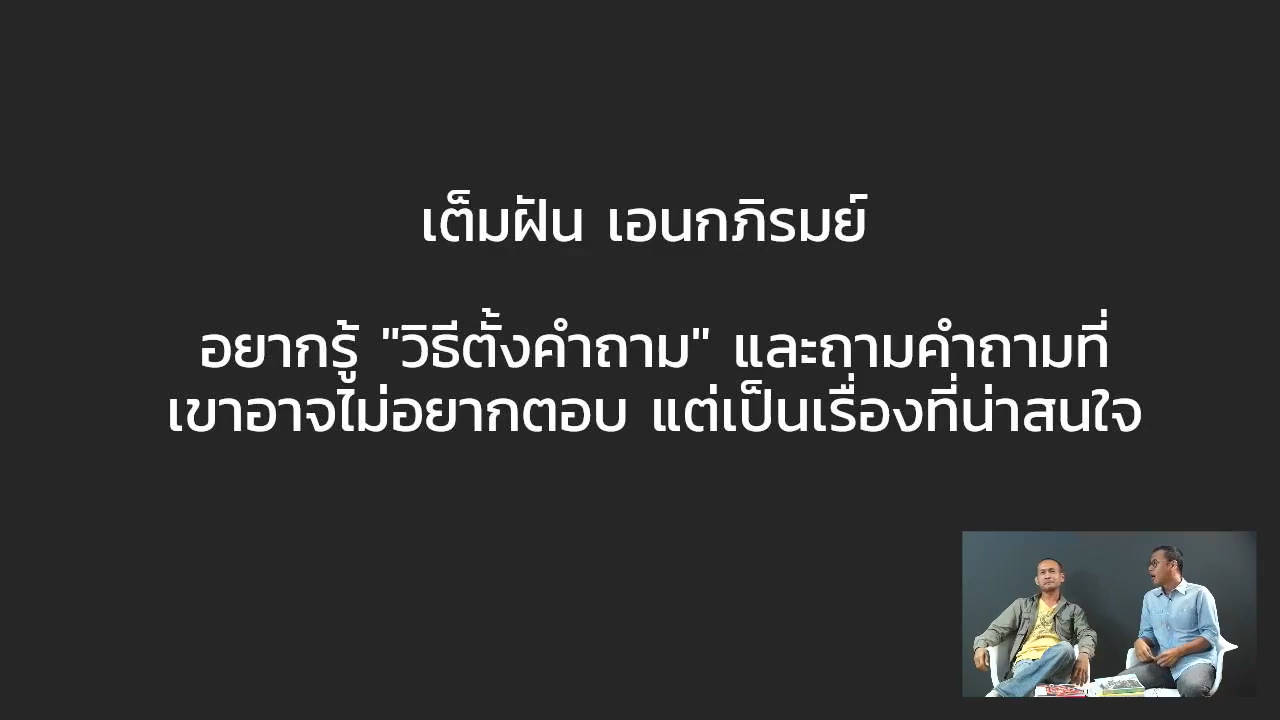 เต็มฝัน เอนกภิรมย์
อยากรู้ "วิธีตั้งคำถาม" และถามคำถามที่
เขาอาจไม่อยากตอบ แต่เป็นเรื่องที่น่าสนใจ